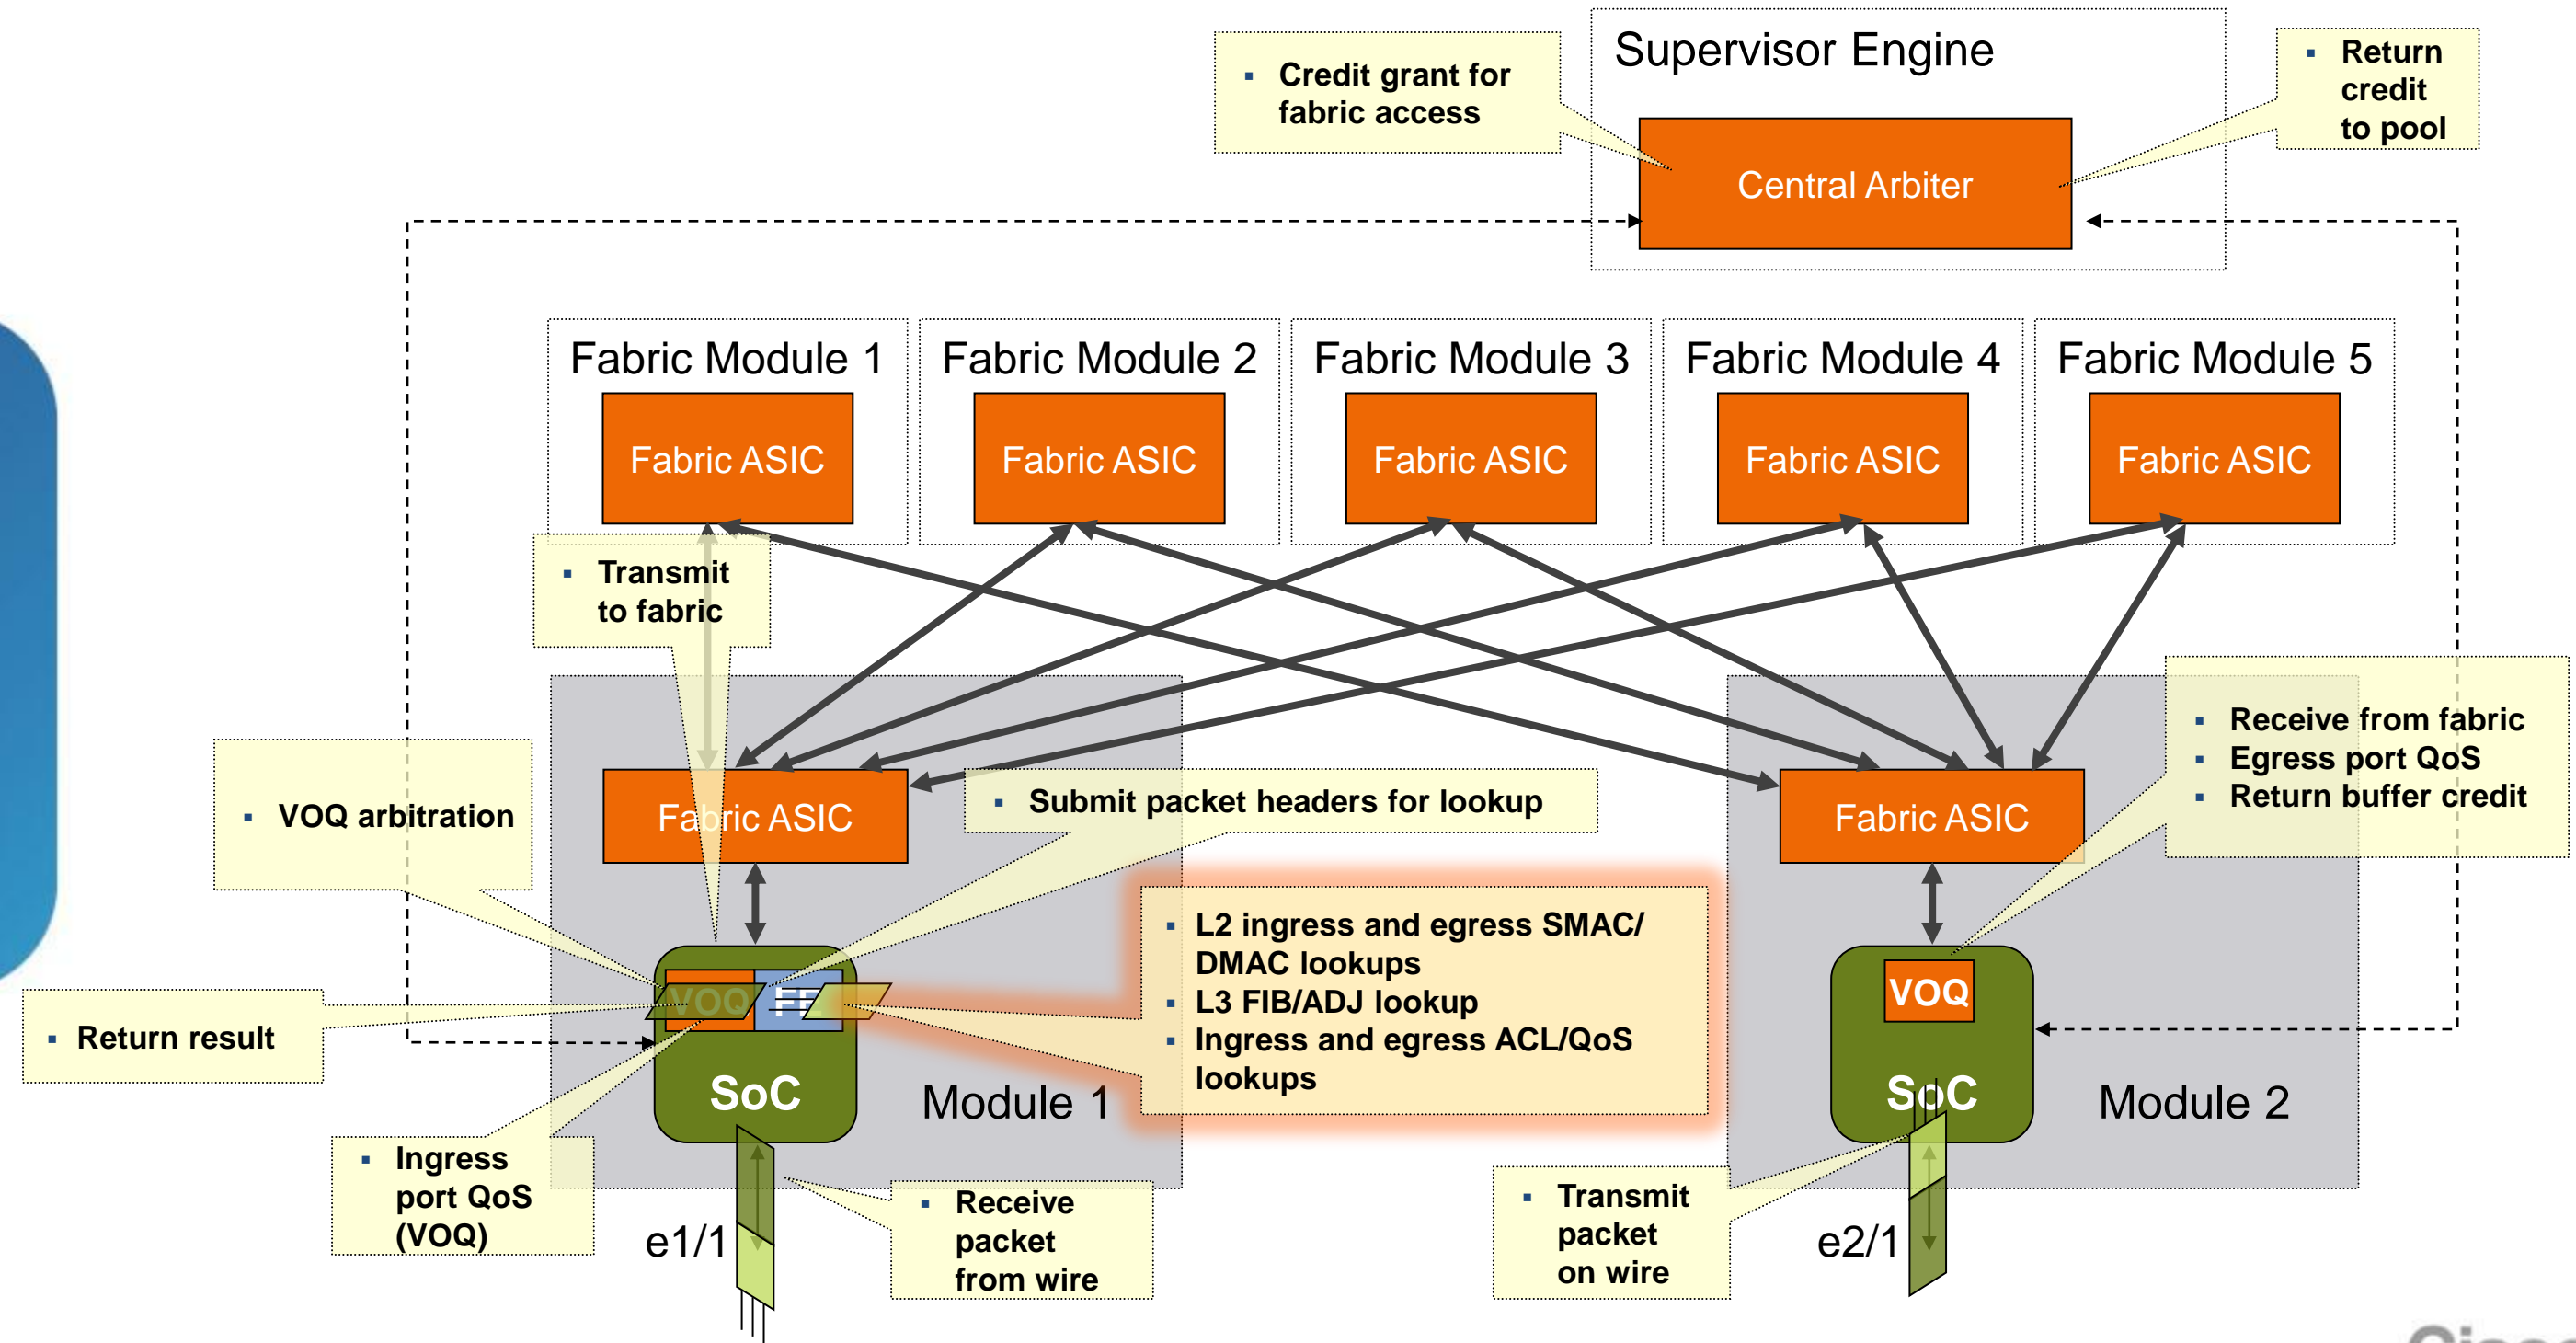 Supervisor Engine
Credit grant for
fabric access
Return
credit
to pool
Central Arbiter
Fabric Module 1
Fabric Module 2
Fabric Module 3
Fabric Module 4
Fabric Module 5
Fabric ASIC
Fabric ASIC
Fabric ASIC
Fabric ASIC
Fabric ASIC
Transmit
to fabric
VOQ arbitration
Fabric ASIC
Submit packet headers for lookup
Fabric ASIC
Receive from fabric
Egress port QoS
Return buffer credit
L2 ingress and egress SMAC/
DMAC lookups
L3 FIB/ADJ lookup
Ingress and egress ACL/QoS
lookups
Return result
VOQ
VOQ
SoC
Module 1
SoC
Module 2
Ingress
port QoS
(VOQ)
e1/1
Receive
packet
from wire
Transmit
packet
on wire
e2/1